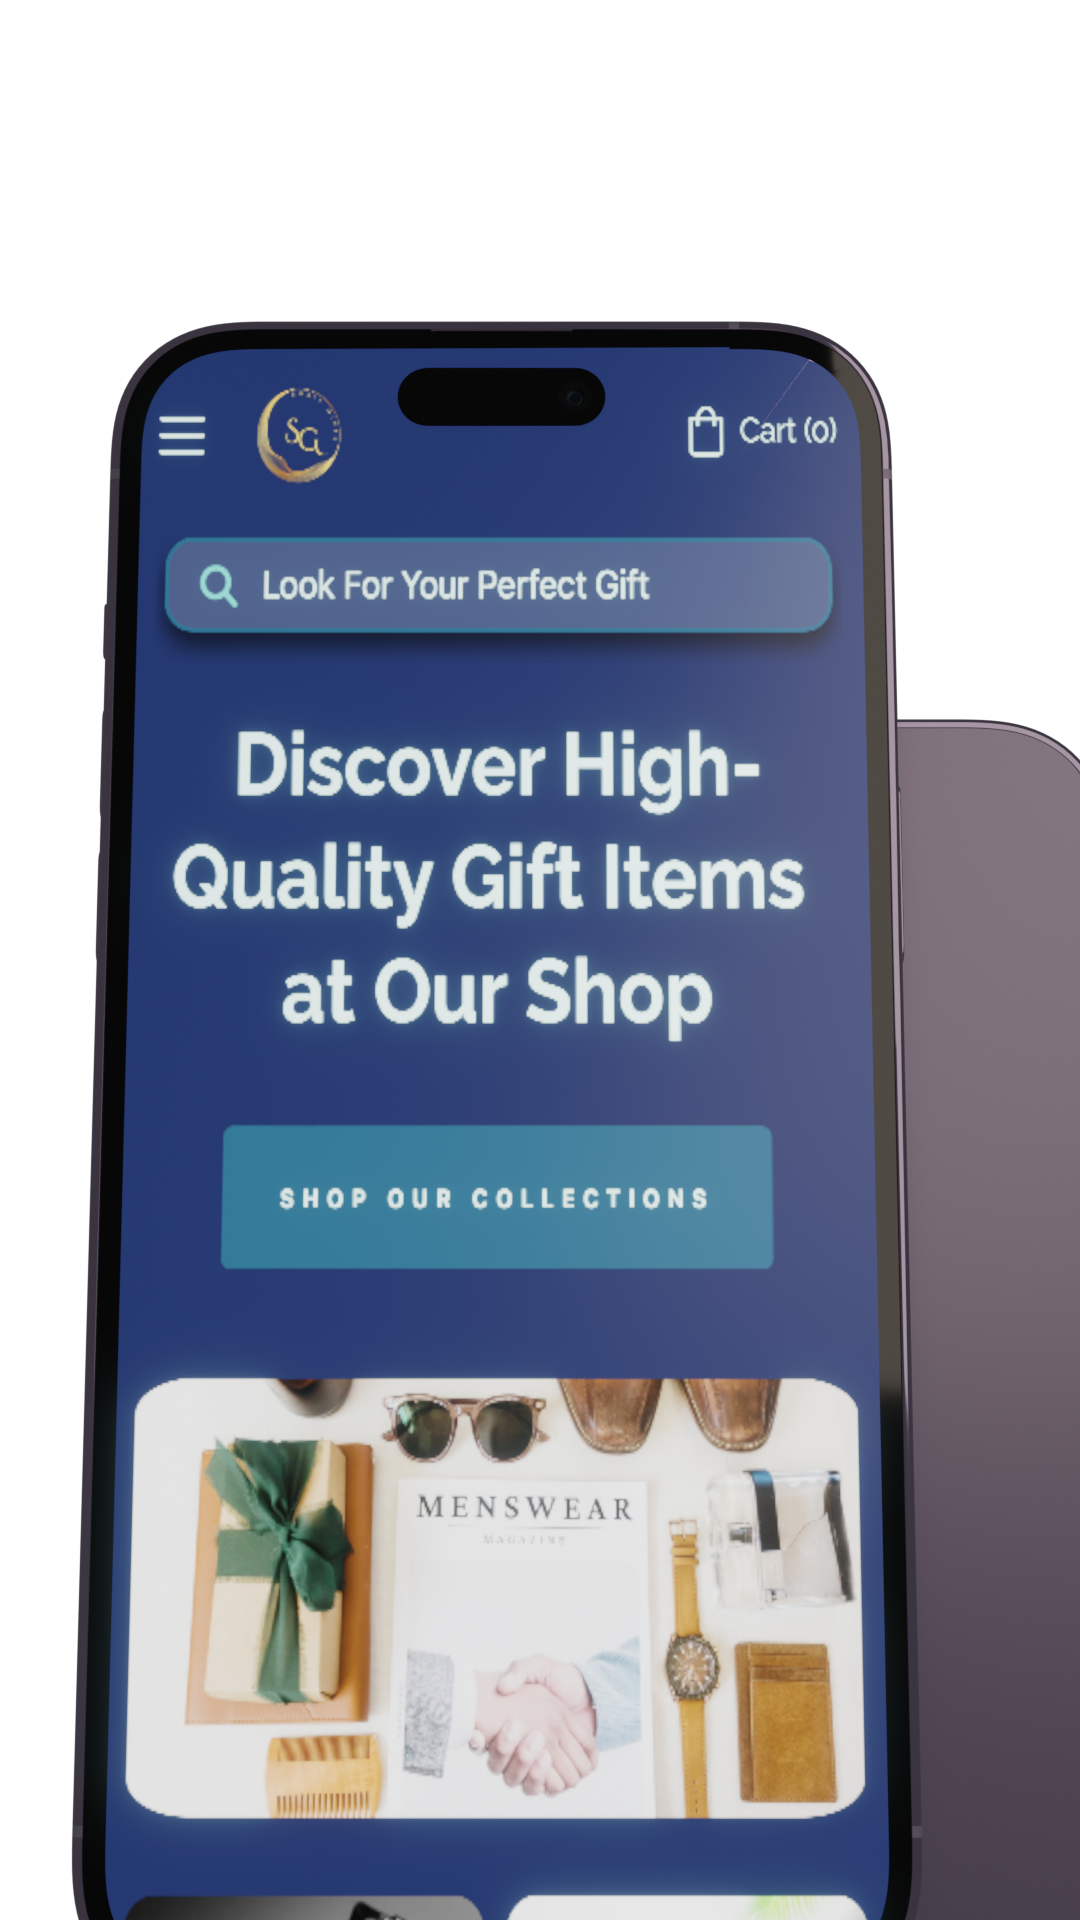 SG
Cart (0)
Look For Your Perfect Gift
Discover High-
Quality Gift Items
at Our Shop
SHOP OUR COLLECTIONS
MENSWEAR
MAGAZINE